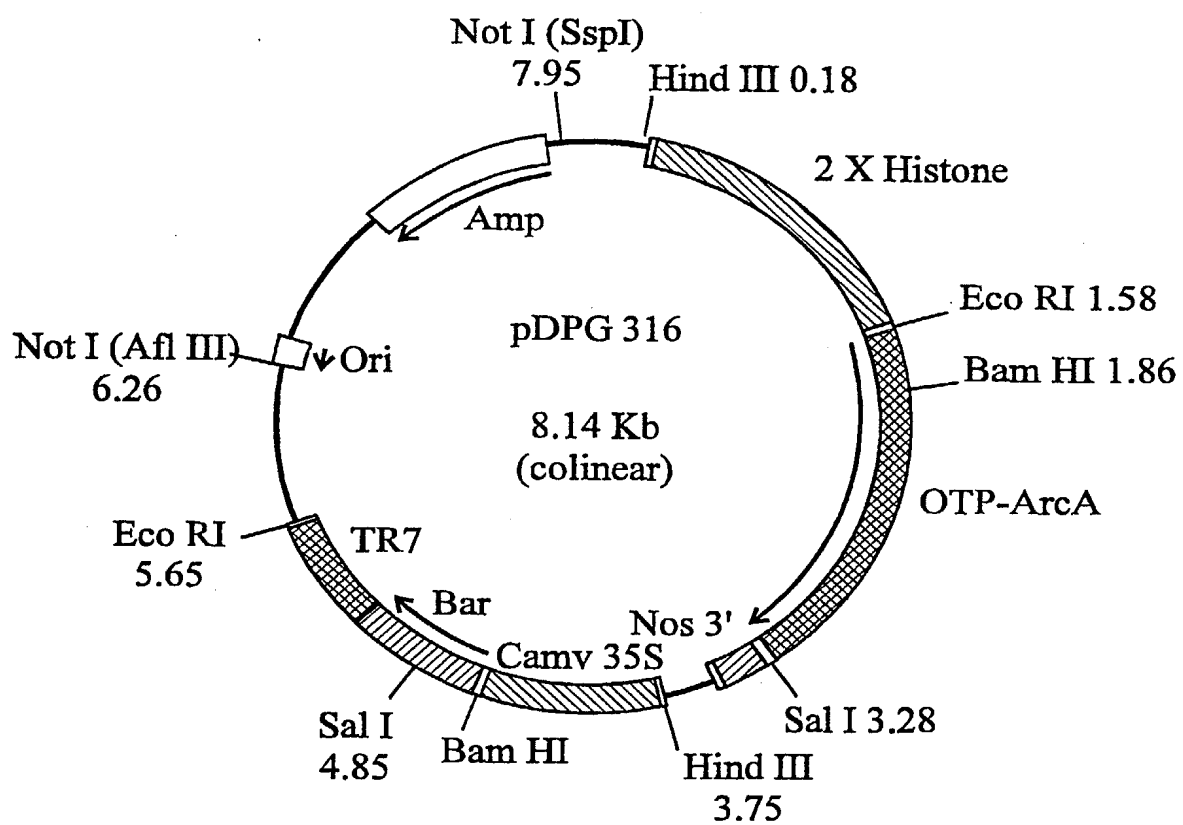 Not I (SspI)
7.95
Hind III 0.18
2 X Histone
Amp
Eco RI 1.58
pDPG 316
Not I (Afl III)
6.26
Ori
Bam HI 1.86
8.14 Kb
(colinear)
OTP-ArcA
Eco RI
5.65
TR7
Bar
Nos 3'
Camv 35S
Sal I
4.85
Bam HI
Sal I 3.28
Hind III
3.75